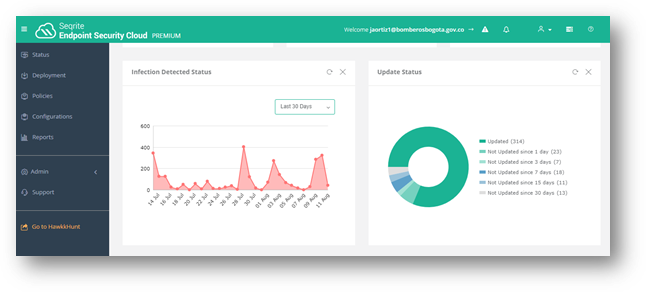 Seqrite
Endpoint Security Cloud PREMIUM
Welcome jaortiz1@bomberosbogota.gov.co
Status
Deployment
Policies
Configurations
Reports
Admin
Support
Go to HawkkHunt
Infection Detected Status
Last 30 Days
600
400
200
0
14 Jul
16 Jul
18 Jul
20 Jul
22 Jul
24 Jul
26 Jul
28 Jul
30 Jul
01 Aug
03 Aug
05 Aug
07 Aug
09 Aug
11 Aug
Update Status
Updated (314)
Not Updated since 1 day (23)
Not Updated since 3 days (7)
Not Updated since 7 days (18)
Not Updated since 15 days (11)
Not Updated since 30 days (13)